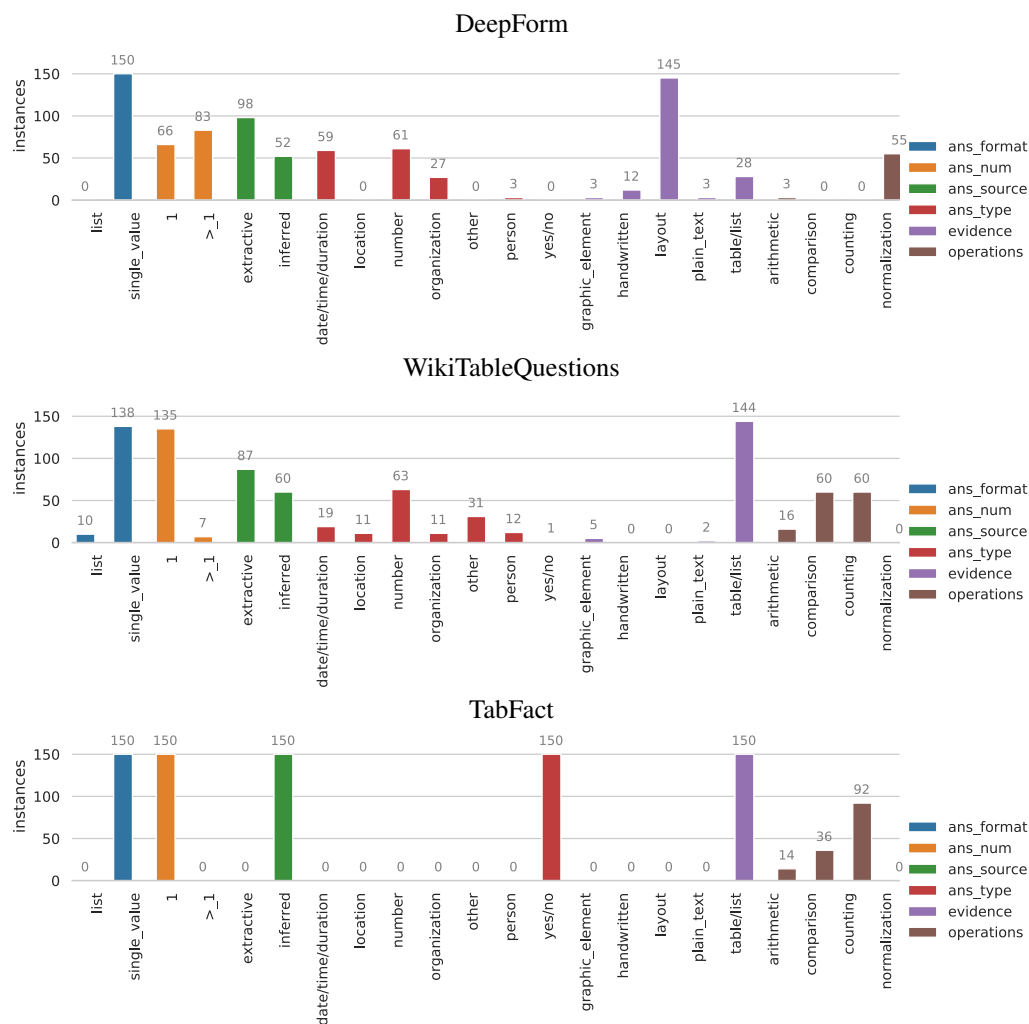 DeepForm
instances
150
100
50
0
0
150
66
83
98
52
59
0
61
27
0
3
0
3
12
145
3
28
3
0
0
55
list
single_value
1
>_1
extractive
inferred
date/time/duration
location
number
organization
other
person
yes/no
graphic_element
handwritten
layout
plain_text
table/list
arithmetic
comparison
counting
normalization
ans_format
ans_num
ans_source
ans_type
evidence
operations
WikiTableQuestions
instances
150
100
50
0
10
138
135
7
87
60
19
11
63
11
31
12
1
5
0
0
2
144
16
60
60
0
list
single_value
1
>_1
extractive
inferred
date/time/duration
location
number
organization
other
person
yes/no
graphic_element
handwritten
layout
plain_text
table/list
arithmetic
comparison
counting
normalization
ans_format
ans_num
ans_source
ans_type
evidence
operations
TabFact
instances
150
100
50
0
0
150
150
0
0
150
0
0
0
0
0
0
150
0
0
0
0
150
14
36
92
0
list
single_value
1
>_1
extractive
inferred
date/time/duration
location
number
organization
other
person
yes/no
graphic_element
handwritten
layout
plain_text
table/list
arithmetic
comparison
counting
normalization
ans_format
ans_num
ans_source
ans_type
evidence
operations